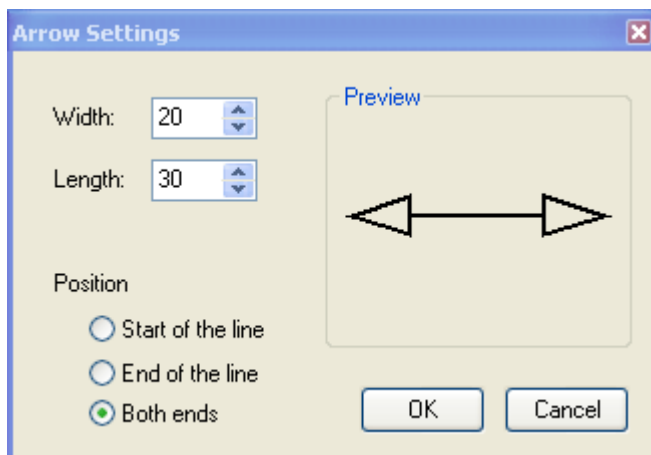 Arrow Settings
Width: 20
Length: 30
Position
Start of the line
End of the line
Both ends
Preview
OK Cancel